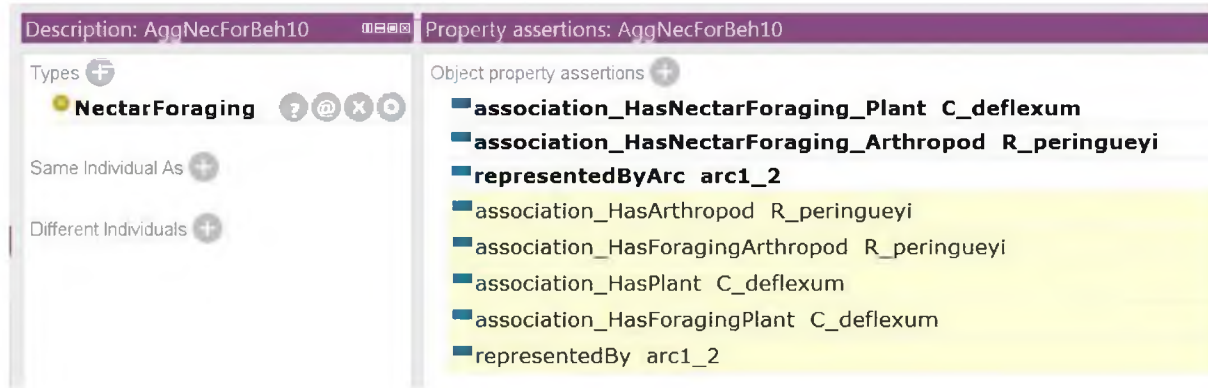 Description: AggNecForBeh10
Types
NectarForaging
Same Individual As
Different Individuals
Property assertions: AggNecForBeh10
Object property assertions
association_HasNectarForaging_Plant C_deflexum
association_HasNectarForaging_Arthropod R_peringueyi
representedByArc arc1_2
association_HasArthropod R_peringueyi
association_HasForagingArthropod R_peringueyi
association_HasPlant C_deflexum
association_HasForagingPlant C_deflexum
representedBy arc1_2